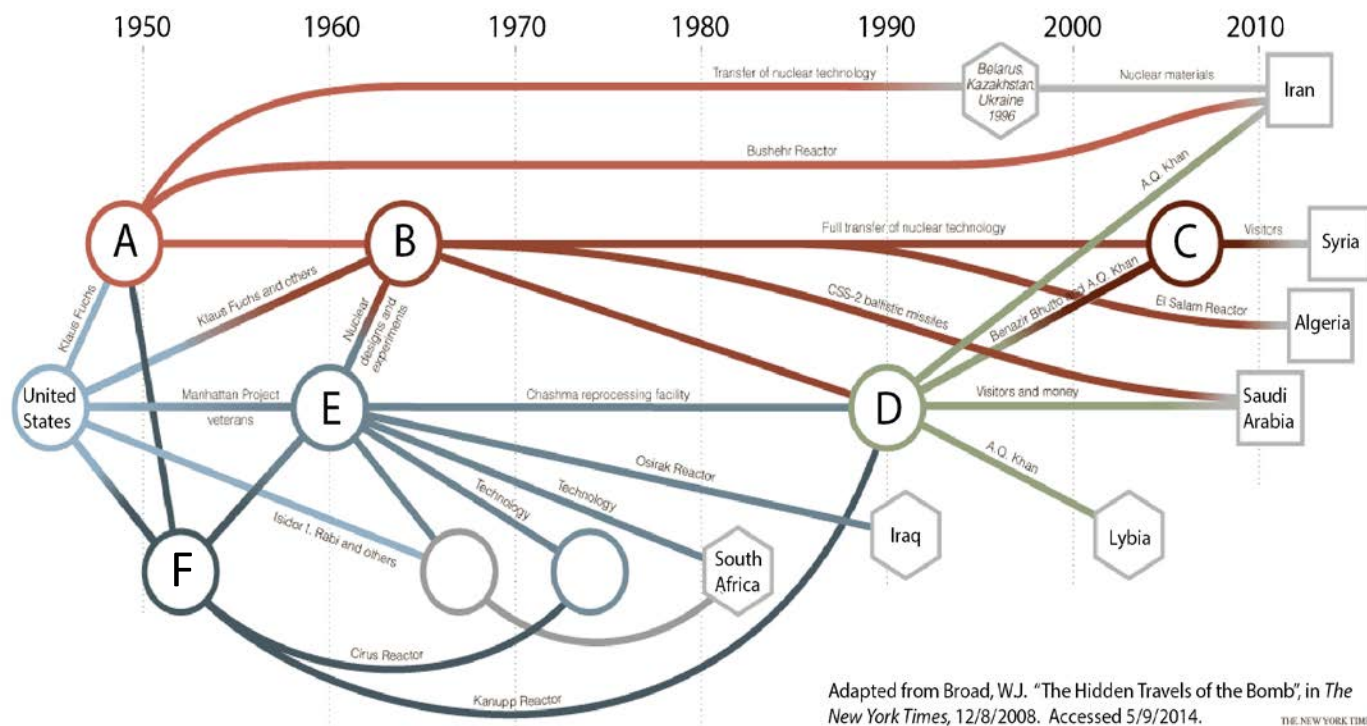 1950 1960 1970 1980 1990 2000 2010
Transfer of nuclear technology
Belarus,
Kazakhstan,
Ukraine
1996
Nuclear materials
Iran
Bushehr Reactor
A.Q. Khan
A
B
Full transfer of nuclear technology
C
Visitors
Syria
Klaus Fuchs
Klaus Fuchs and others
Nuclear
designs and
experiments
CSS-2 ballistic missiles
Benazir Bhutto and A.Q. Khan
El Salam Reactor
Algeria
United
States
Manhattan Project
veterans
E
Chashma reprocessing facility
D
Visitors and money
Saudi
Arabia
Isidor I. Rabi and others
Technology
Technology
Osirak Reactor
A.Q. Khan
F
South
Africa
Iraq
Lybia
Cirus Reactor
Kanupp Reactor
Adapted from Broad, W.J. "The Hidden Travels of the Bomb", in The
New York Times, 12/8/2008. Accessed 5/9/2014.
THE NEW YORK TIM